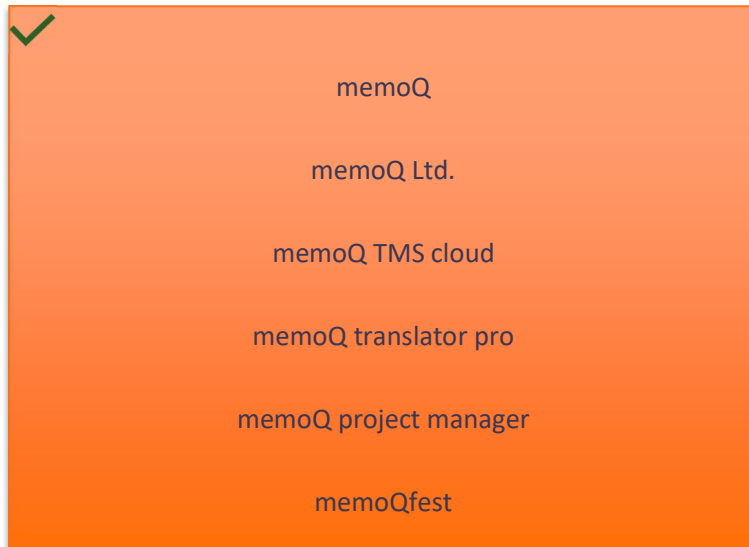 memoQ
memoQ Ltd.
memoQ TMS cloud
memoQ translator pro
memoQ project manager
memoQfest